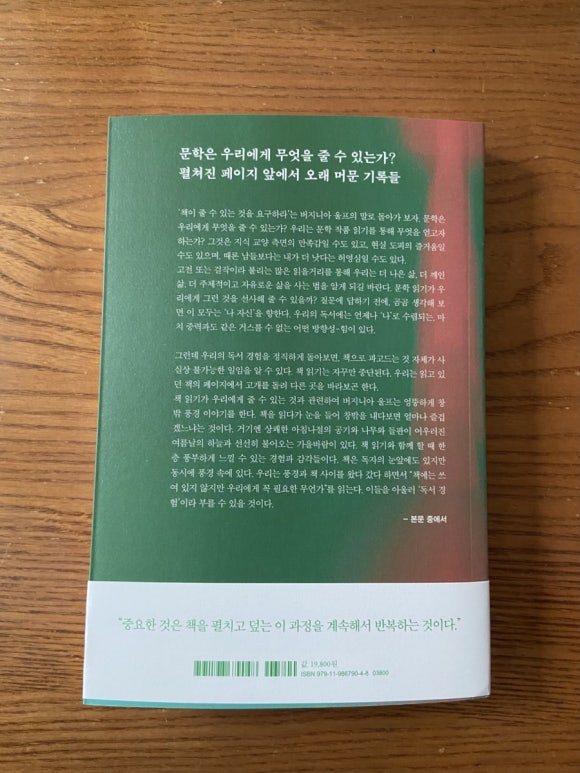 문학은 우리에게 무엇을 줄 수 있는가?
펼쳐진 페이지 앞에서 오래 머문 기록들
'책이 줄 수 있는 것을 요구하라'는 버지니아 울프의 말로 돌아가 보자. 문학은
우리에게 무엇을 줄 수 있는가? 우리는 문학 작품 읽기를 통해 무엇을 얻고자
하는가? 그것은 지식 교양 측면의 만족감일 수도 있고, 현실 도피의 즐거움일
수도 있으며, 때론 남들보다는 내가 더 낫다는 허영심일 수도 있다.
고전 또는 걸작이라 불리는 많은 읽을거리를 통해 우리는 더 나은 삶, 더 깨인
삶, 더 주체적이고 자유로운 삶을 사는 법을 알게 되길 바란다. 문학 읽기가 우
리에게 그런 것을 선사해 줄 수 있을까? 질문에 답하기 전에, 곰곰 생각해 보
면 이 모두는 '나 자신'을 향한다. 우리의 독서에는 언제나 '나'로 수렴되는, 마
치 중력과도 같은 거스를 수 없는 어떤 방향성-힘이 있다.
그런데 우리의 독서 경험을 정직하게 돌아보면, 책으로 파고드는 것 자체가 사
실상 불가능한 일임을 알 수 있다. 책 읽기는 자꾸만 중단된다. 우리는 읽고 있
던 책의 페이지에서 고개를 돌려 다른 곳을 바라보곤 한다.
책 읽기가 우리에게 줄 수 있는 것과 관련하여 버지니아 울프는 엉뚱하게 창
밖 풍경 이야기를 한다. 책을 읽다가 눈을 들어 창밖을 내다보면 얼마나 즐겁
겠느냐는 것이다. 거기엔 상쾌한 아침나절의 공기와 나무와 들판이 어우러진
여름날의 하늘과 선선히 불어오는 가을바람이 있다. 책 읽기와 함께 할 때 한
층 풍부하게 느낄 수 있는 경험과 감각들이다. 책은 독자의 눈앞에도 있지만
동시에 풍경 속에 있다. 우리는 풍경과 책 사이를 왔다 갔다 하면서 "책에는 쓰
여 있지 않지만 우리에게 꼭 필요한 무언가"를 읽는다. 이들을 아울러 '독서 경
험'이라 부를 수 있을 것이다.
– 본문 중에서
"중요한 것은 책을 펼치고 덮는 이 과정을 계속해서 반복하는 것이다."
값 19,800원
ISBN 979-11-986790-4-8 03800